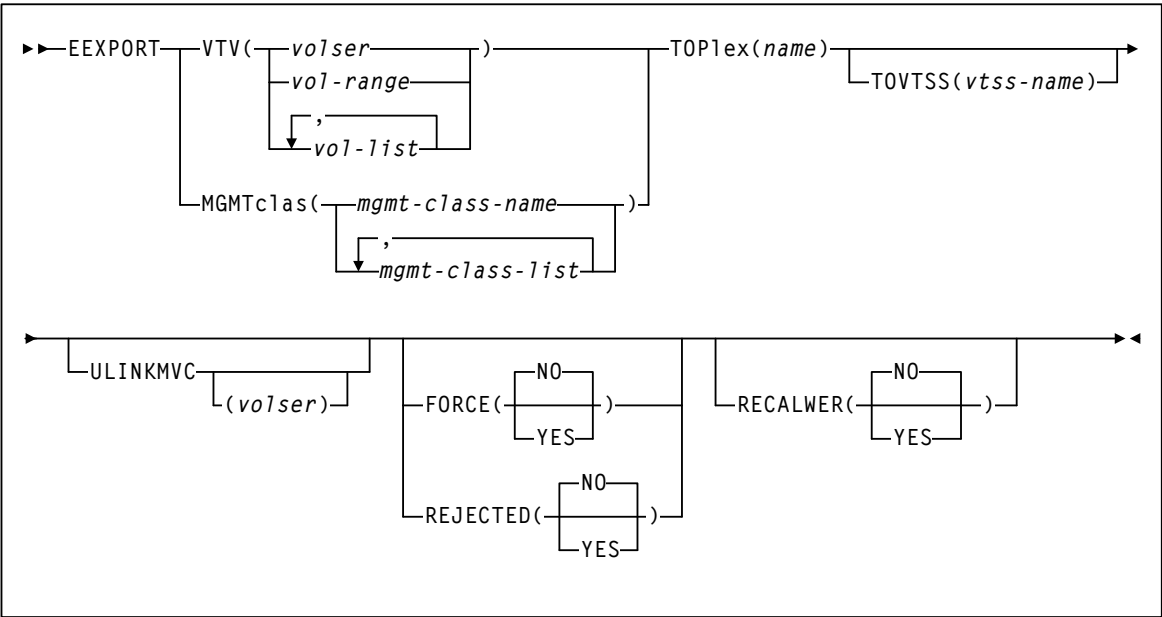 EEXPORT VTV( volser ) TOPlex(name)
vol-range TOVTSS(vtss-name)
,
vol-list
MGMTclas( mgmt-class-name )
,
mgmt-class-list
ULINKMVC NO NO
(volser) FORCE( ) RECALWER( )
YES YES
NO
REJECTED( )
YES